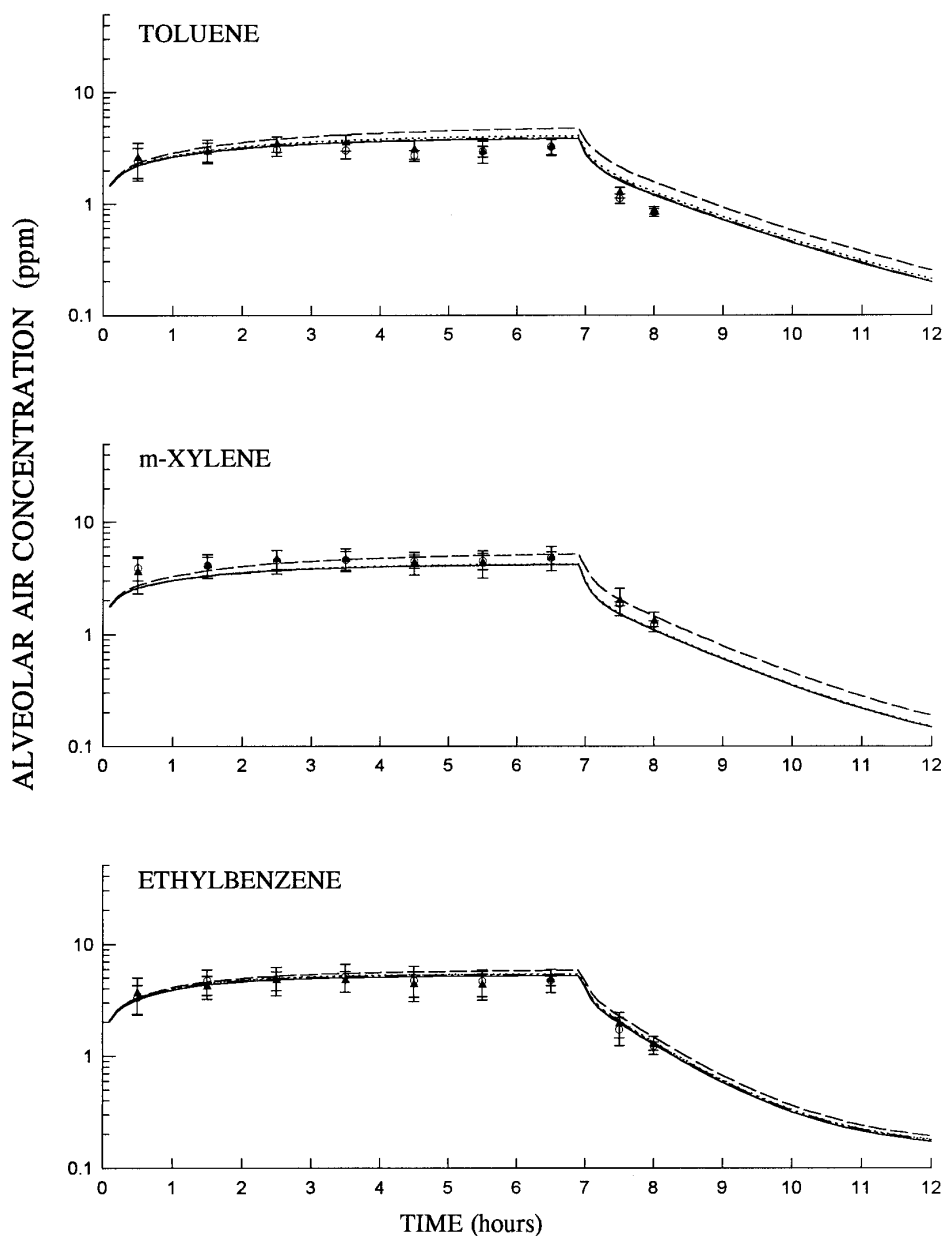 TOLUENE
10
1
0.1
0 1 2 3 4 5 6 7 8 9 10 11 12
ALVEOLAR AIR CONCENTRATION (ppm)
m-XYLENE
10
1
0.1
0 1 2 3 4 5 6 7 8 9 10 11 12
ETHYLBENZENE
10
1
0.1
0 1 2 3 4 5 6 7 8 9 10 11 12
TIME (hours)